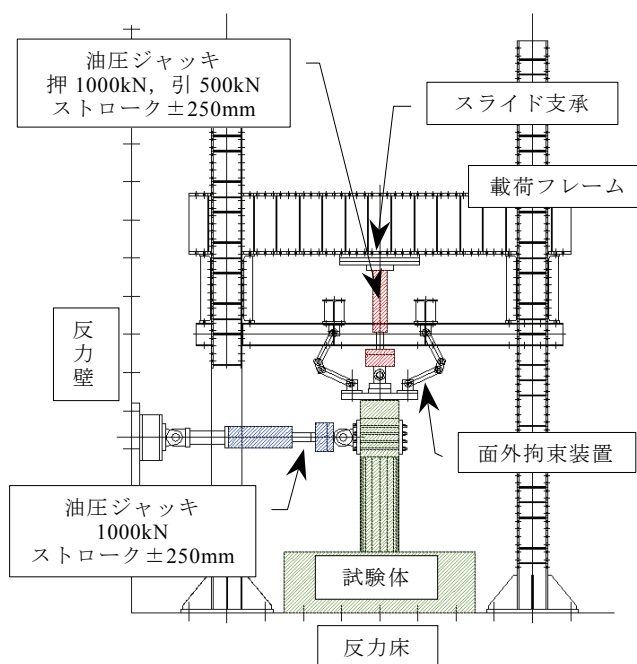 油圧ジャッキ
押 1000kN，引 500kN
ストローク±250mm
スライド支承
載荷フレーム
反力壁
面外拘束装置
油圧ジャッキ
1000kN
ストローク±250mm
試験体
反力床